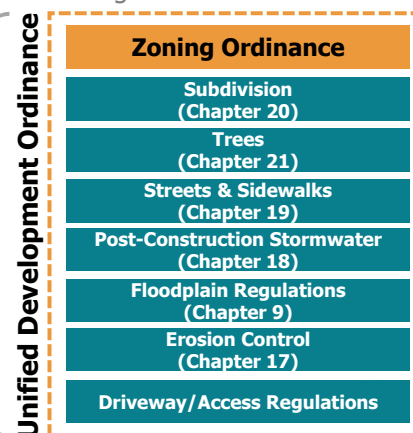 Unified Development Ordinance
Zoning Ordinance
Subdivision
(Chapter 20)
Trees
(Chapter 21)
Streets & Sidewalks
(Chapter 19)
Post-Construction Stormwater
(Chapter 18)
Floodplain Regulations
(Chapter 9)
Erosion Control
(Chapter 17)
Driveway/Access Regulations